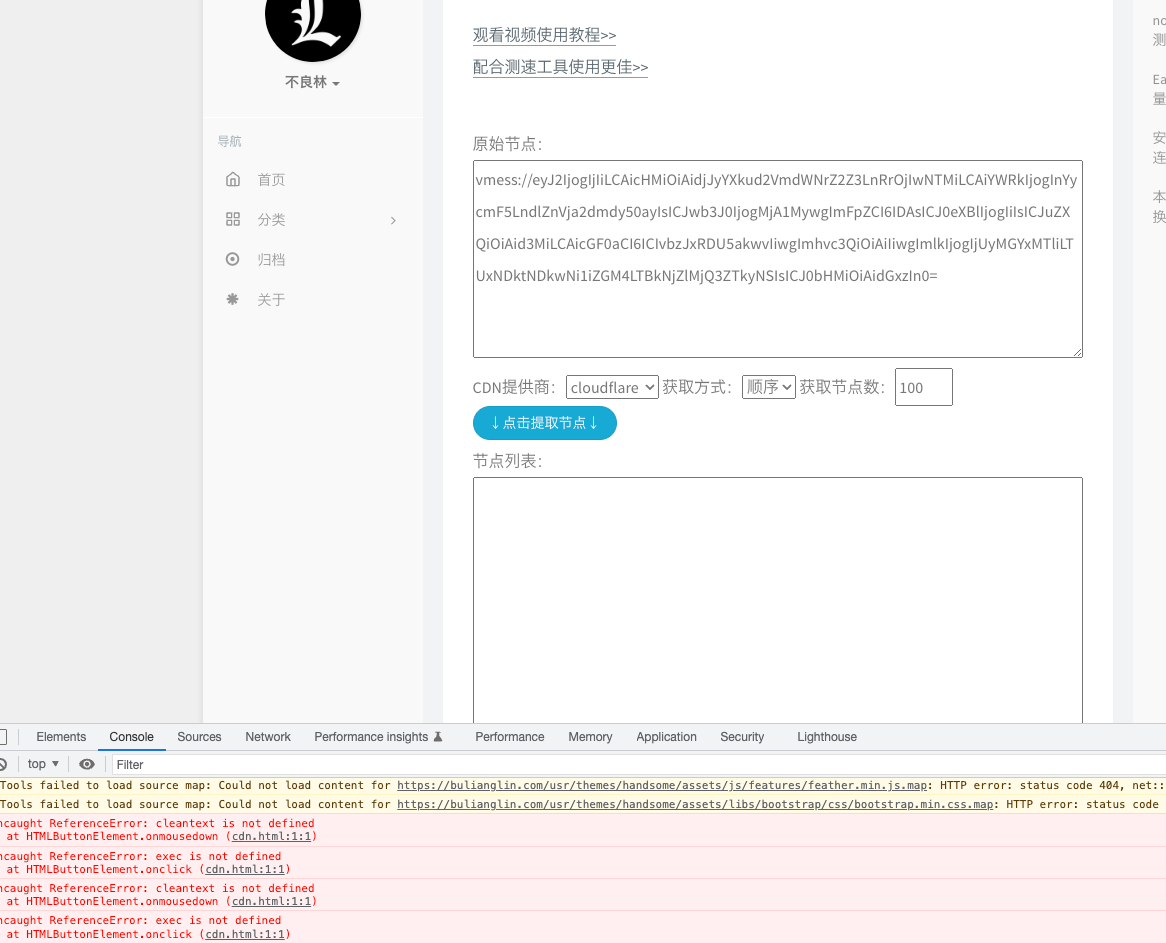 观看视频使用教程>>
配合测速工具使用更佳>>
不良林
导航
首页
分类
归档
关于
原始节点：
vmess://eyJ2IjogIjIiLCAicHMiOiAidjJyYXkud2VmdWNrZ2Z3LnRrOjIwNTMiLCAiYWRkIjogInYy
cmF5LndlZnVja2dmdy50ayIsICJwb3J0IjogMjA1MywgImFpZCI6IDAsICJ0eXBlIjogIiIsICJuZX
QiOiAid3MiLCAicGF0aCI6ICIvbzJxRDU5akwvIiwgImhvc3QiOiAiIiwgImlkIjogIjUyMGYxMTliLT
UxNDktNDkwNi1iZGM4LTBkNjZlMjQ3ZTkyNSIsICJ0bHMiOiAidGxzIn0=
CDN提供商： cloudflare 获取方式： 顺序 获取节点数： 100
↓点击提取节点↓
节点列表：
测
Ea
量
安
连
本
换
Elements Console Sources Network Performance insights Performance Memory Application Security Lighthouse
top Filter
Tools failed to load source map: Could not load content for https://bulianglin.com/usr/themes/handsome/assets/js/features/feather.min.js.map: HTTP error: status code 404, net::
Tools failed to load source map: Could not load content for https://bulianglin.com/usr/themes/handsome/assets/libs/bootstrap/css/bootstrap.min.css.map: HTTP error: status code
ncaught ReferenceError: cleantext is not defined
at HTMLButtonElement.onmousedown (cdn.html:1:1)
ncaught ReferenceError: exec is not defined
at HTMLButtonElement.onclick (cdn.html:1:1)
ncaught ReferenceError: cleantext is not defined
at HTMLButtonElement.onmousedown (cdn.html:1:1)
ncaught ReferenceError: exec is not defined
at HTMLButtonElement.onclick (cdn.html:1:1)